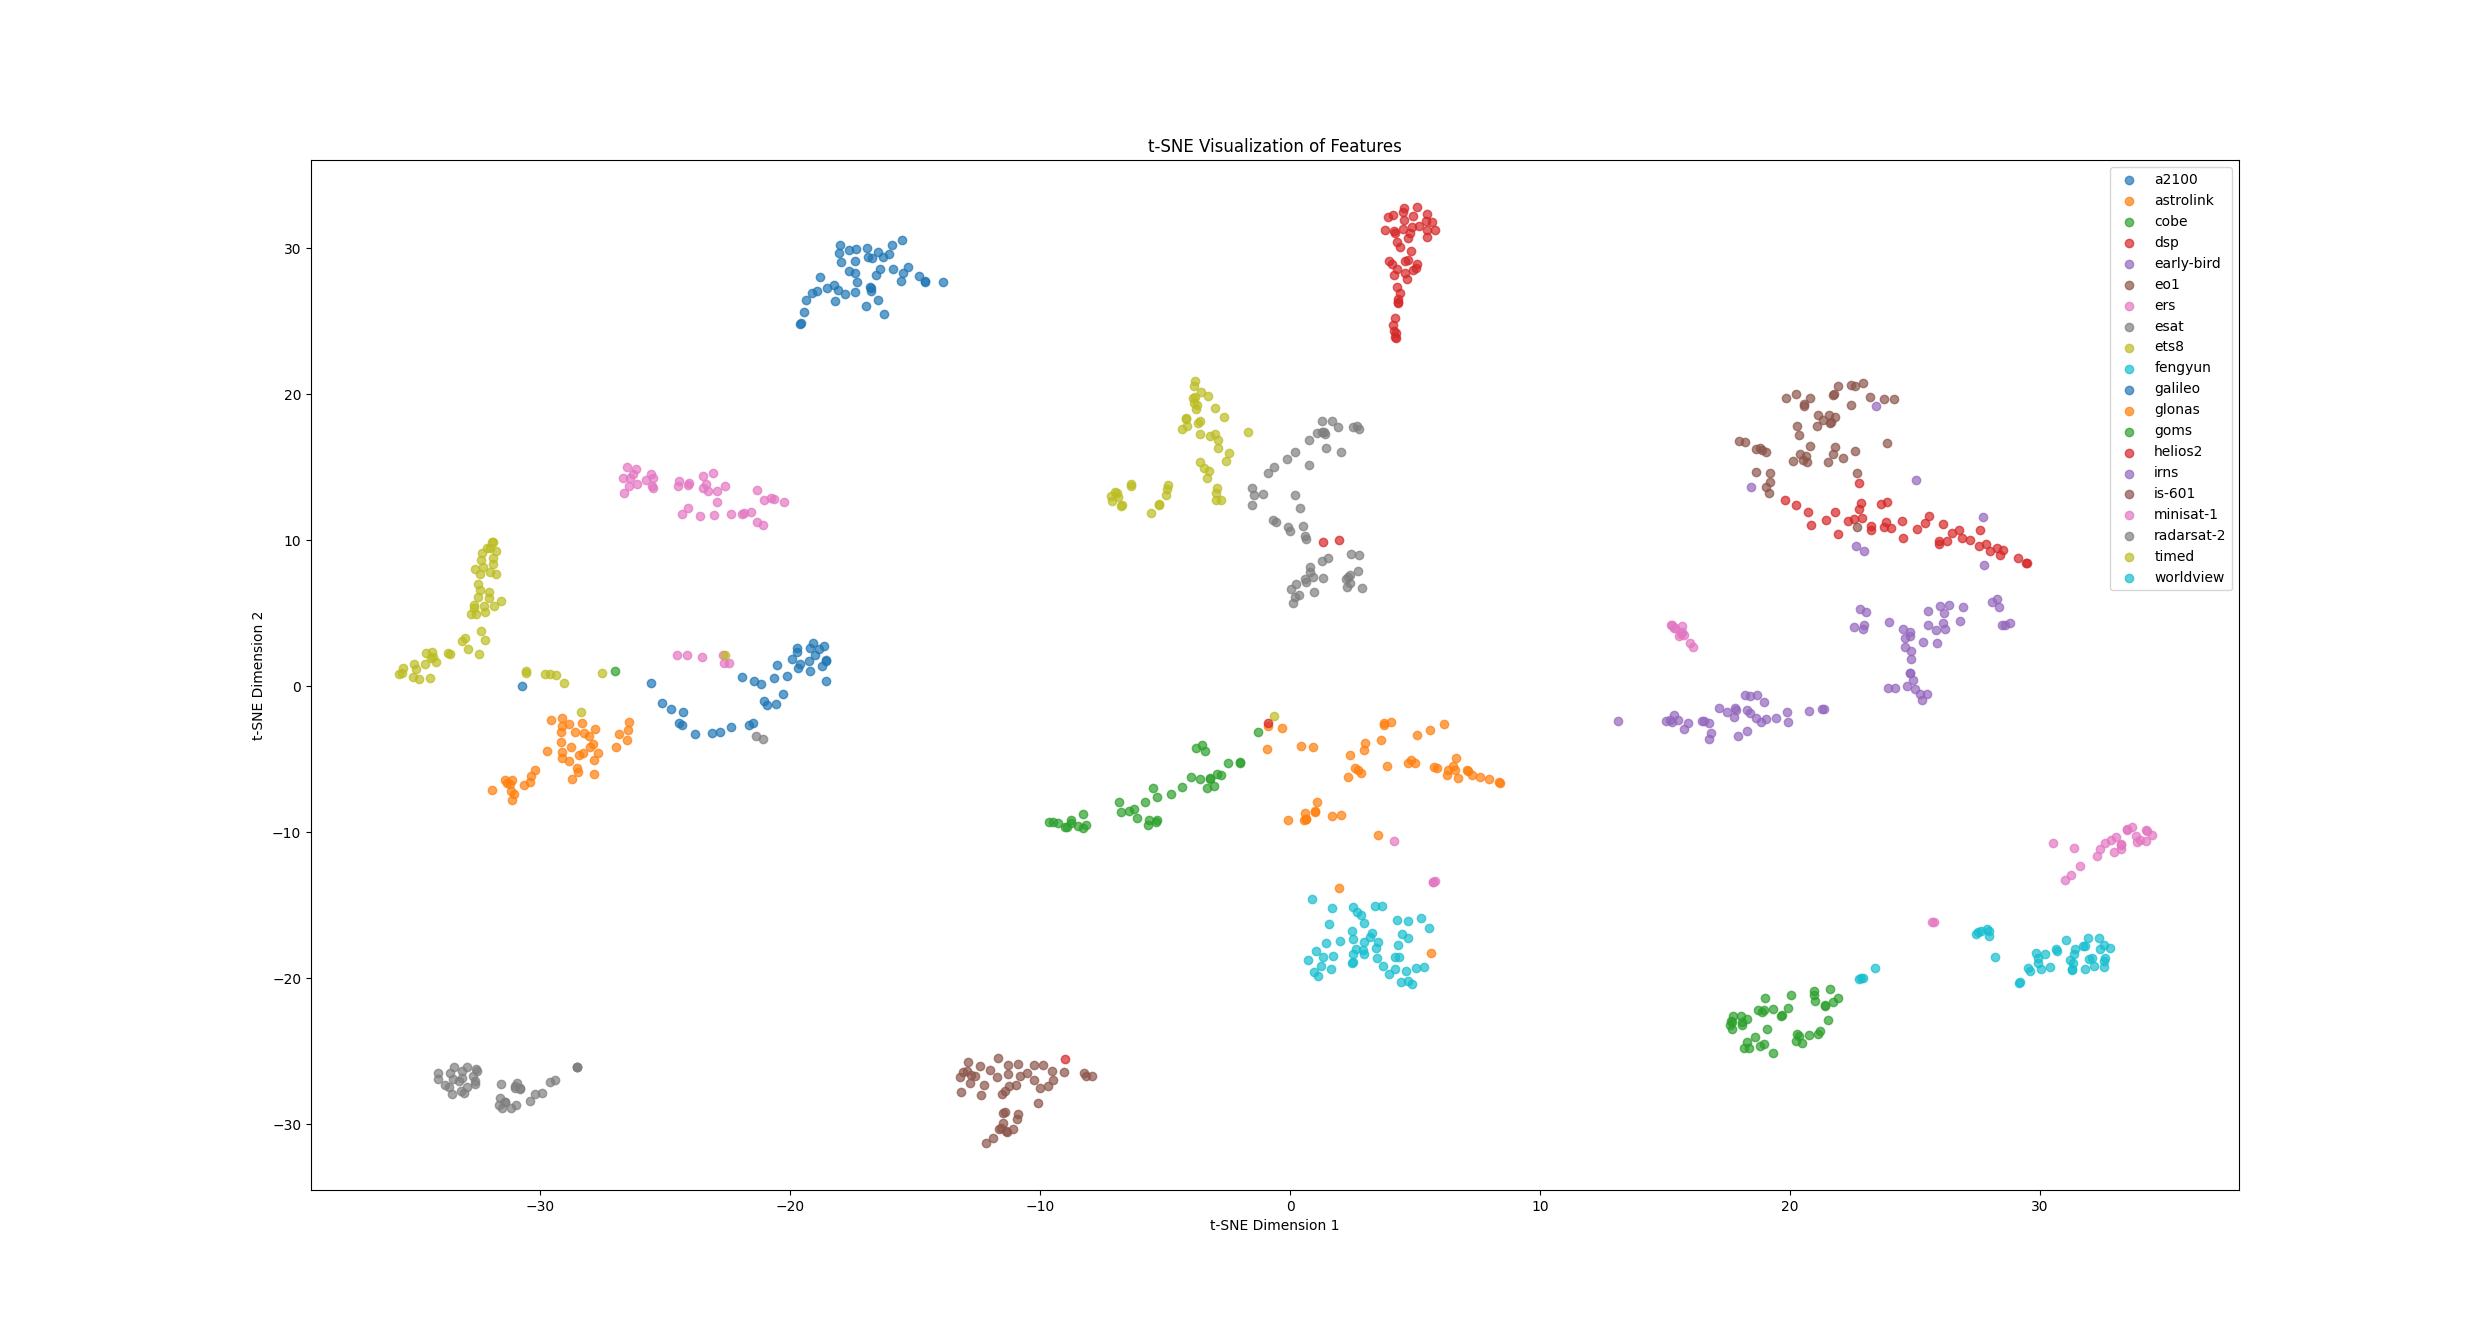 t-SNE Visualization of Features
a2100
astrolink
cobe
dsp
early-bird
eo1
ers
esat
ets8
fengyun
galileo
glonas
goms
helios2
irns
is-601
minisat-1
radarsat-2
timed
worldview
30
20
10
0
−10
−20
−30
t-SNE Dimension 2
−30
−20
−10
0
10
20
30
t-SNE Dimension 1